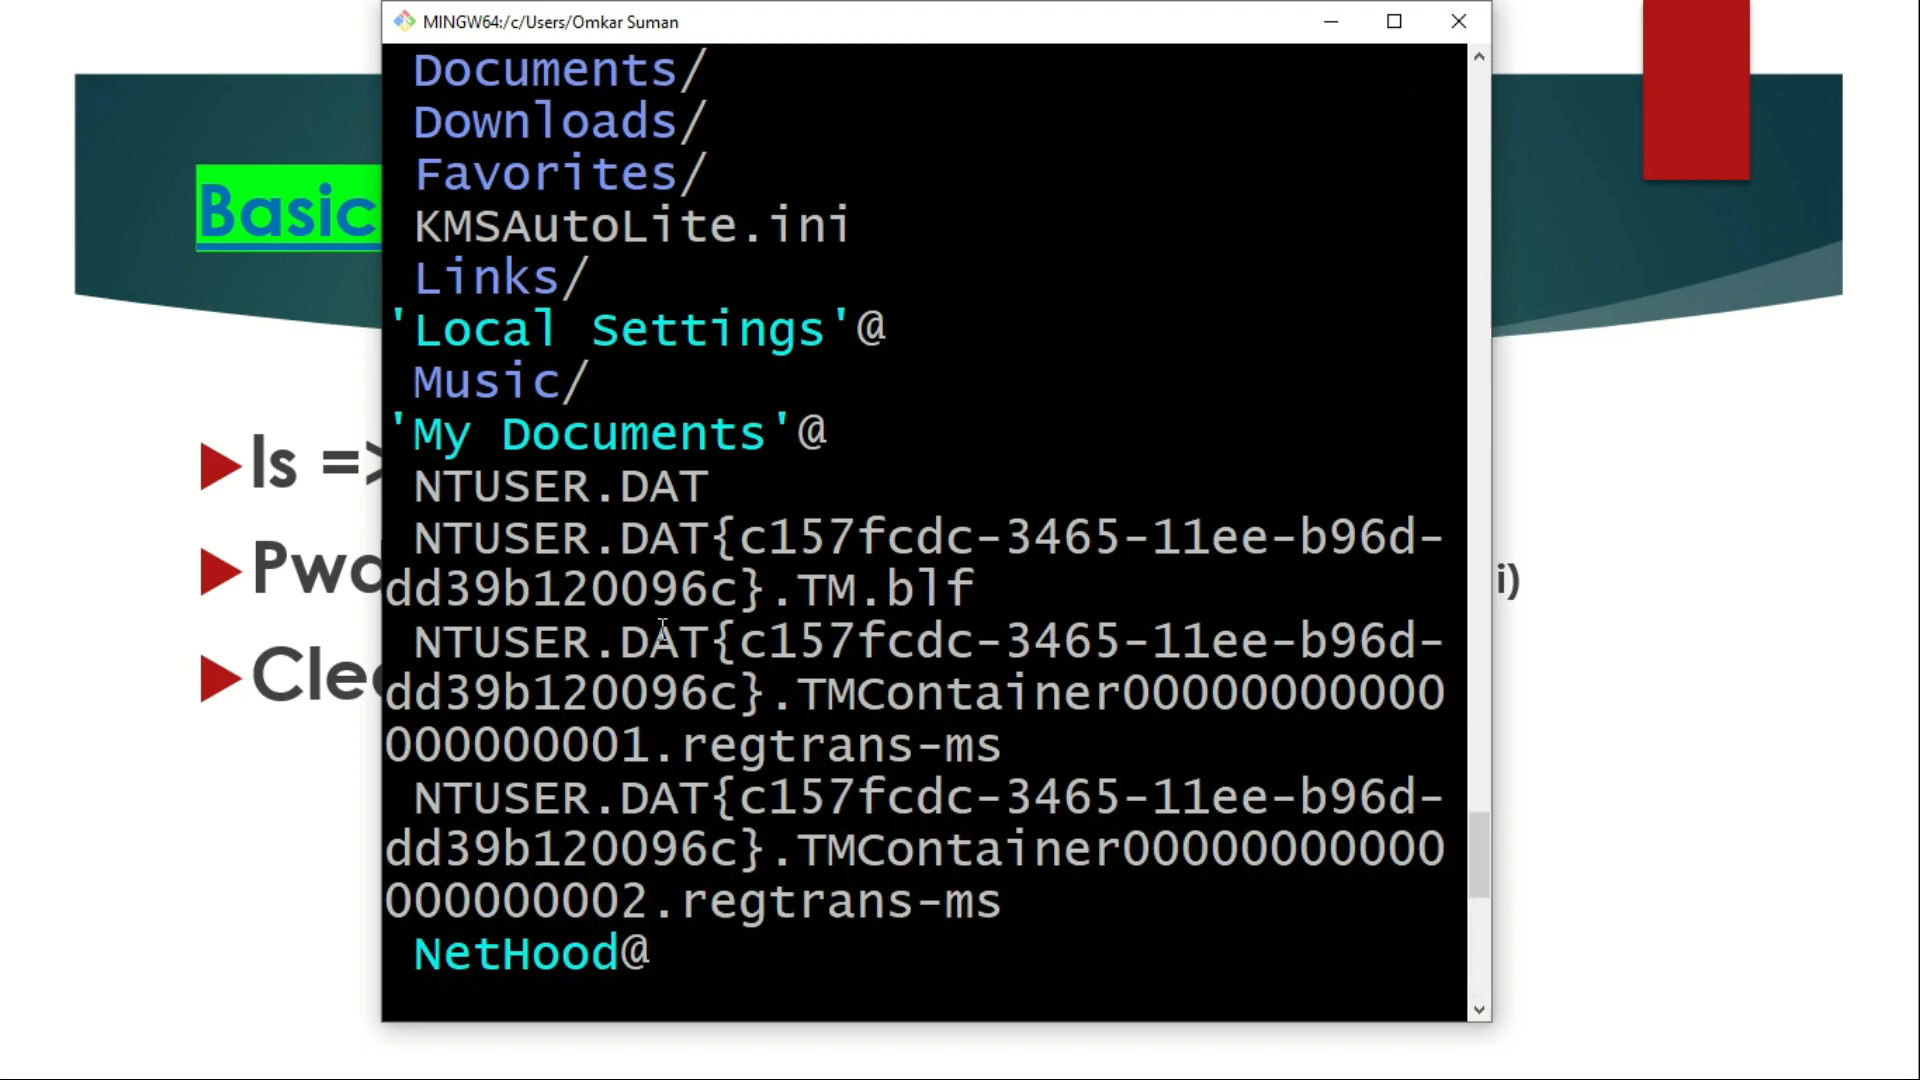 MINGW64:/c/Users/Omkar Suman
Documents/
Downloads/
Favorites/
KMSAutoLite.ini
Links/
'Local Settings'@
Music/
'My Documents'@
NTUSER.DAT
NTUSER.DAT{c157fcdc-3465-11ee-b96d-
dd39b120096c}.TM.blf
NTUSER.DAT{c157fcdc-3465-11ee-b96d-
dd39b120096c}.TMContainer00000000000
000000001.regtrans-ms
NTUSER.DAT{c157fcdc-3465-11ee-b96d-
dd39b120096c}.TMContainer00000000000
000000002.regtrans-ms
NetHood@
Basic
ls =>
i)